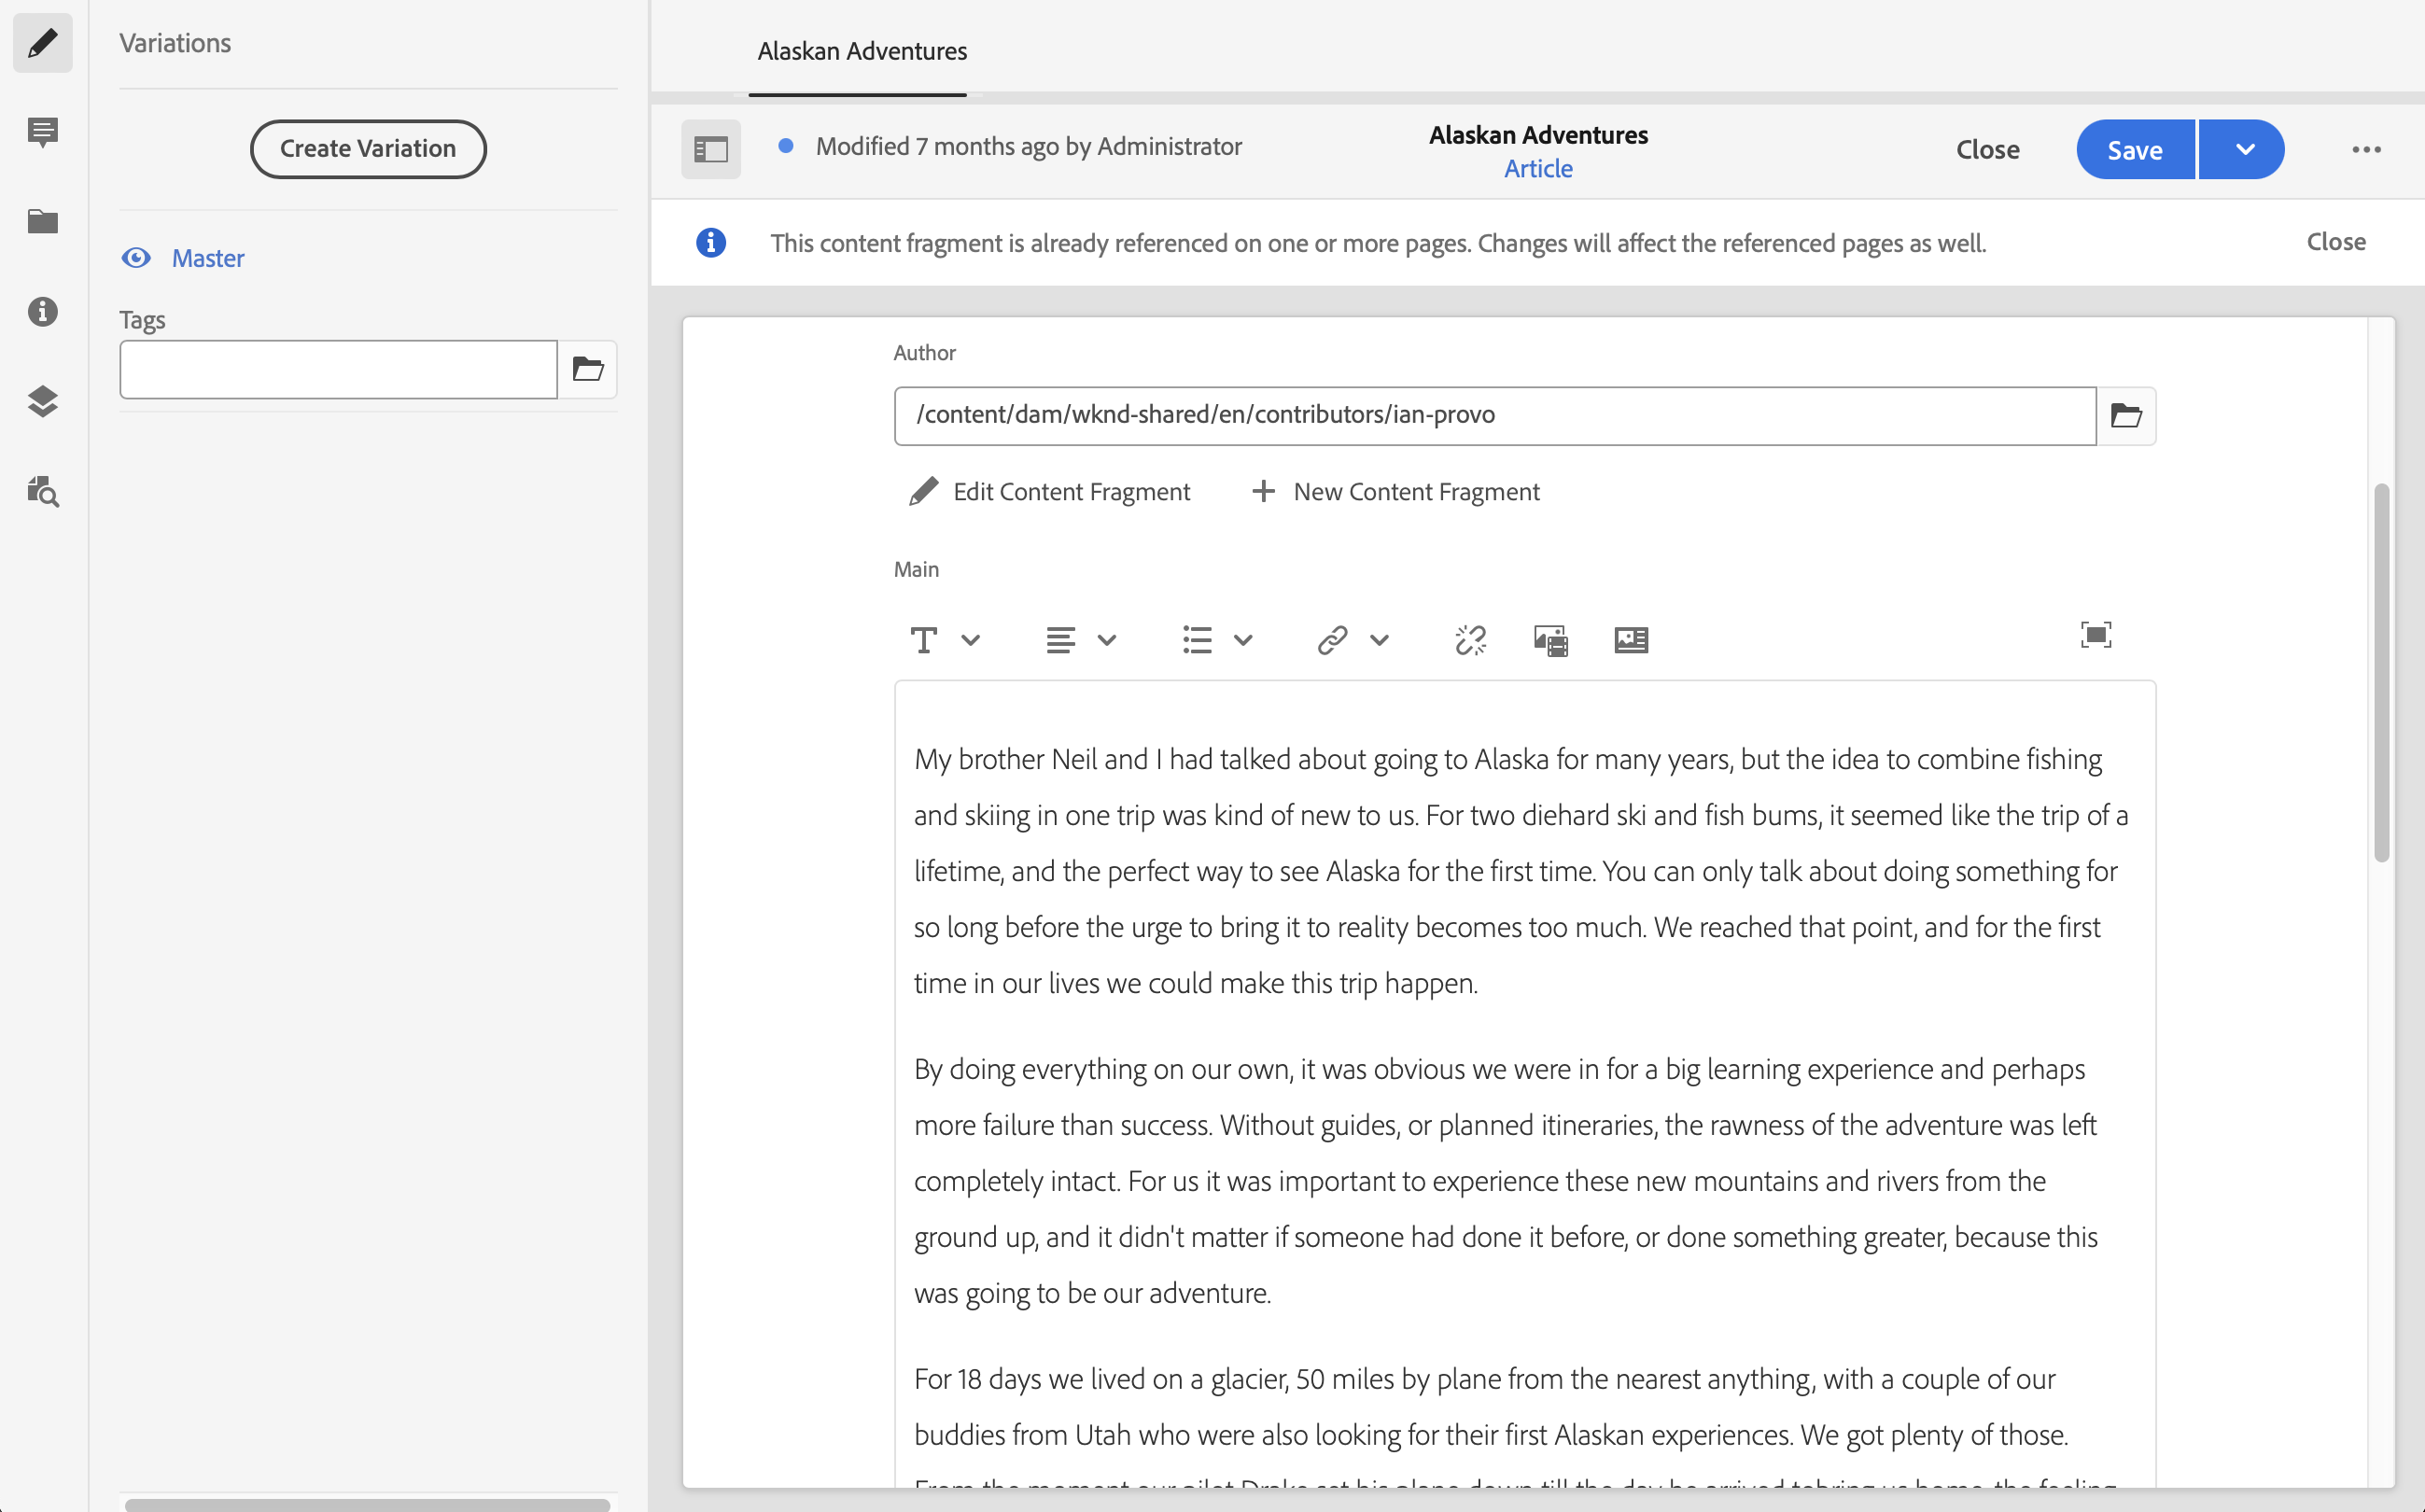 Variations
Create Variation
Master
Tags
Alaskan Adventures
Modified 7 months ago by Administrator
Alaskan Adventures
Article
Close
Save
This content fragment is already referenced on one or more pages. Changes will affect the referenced pages as well.
Close
Author
/content/dam/wknd-shared/en/contributors/ian-provo
Edit Content Fragment
New Content Fragment
Main
My brother Neil and I had talked about going to Alaska for many years, but the idea to combine fishing
and skiing in one trip was kind of new to us. For two diehard ski and fish bums, it seemed like the trip of a
lifetime, and the perfect way to see Alaska for the first time. You can only talk about doing something for
so long before the urge to bring it to reality becomes too much. We reached that point, and for the first
time in our lives we could make this trip happen.
By doing everything on our own, it was obvious we were in for a big learning experience and perhaps
more failure than success. Without guides, or planned itineraries, the rawness of the adventure was left
completely intact. For us it was important to experience these new mountains and rivers from the
ground up, and it didn't matter if someone had done it before, or done something greater, because this
was going to be our adventure.
For 18 days we lived on a glacier, 50 miles by plane from the nearest anything, with a couple of our
buddies from Utah who were also looking for their first Alaskan experiences. We got plenty of those.